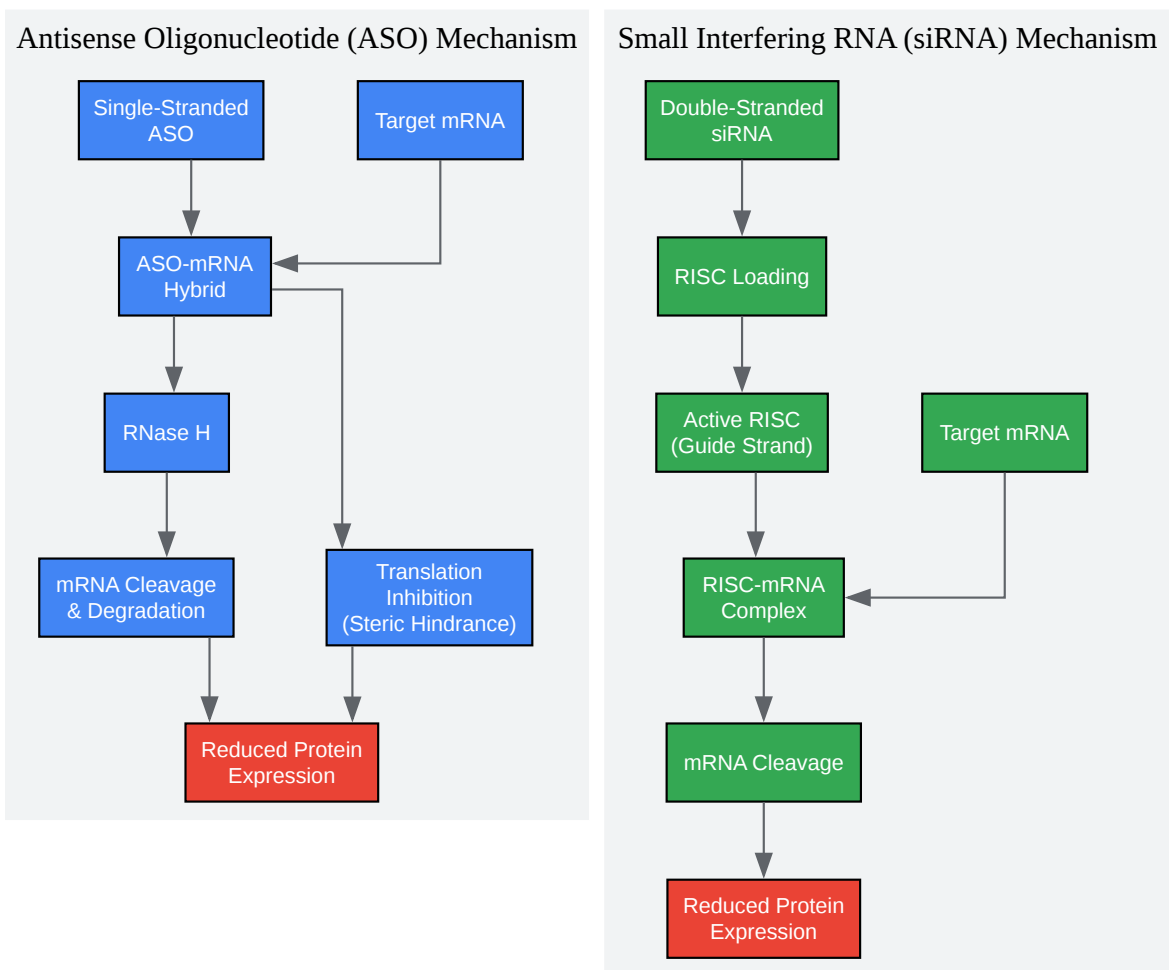 Antisense Oligonucleotide (ASO) Mechanism
Single-Stranded
ASO
Target mRNA
ASO-mRNA
Hybrid
RNase H
mRNA Cleavage
& Degradation
Translation
Inhibition
(Steric Hindrance)
Reduced Protein
Expression
Small Interfering RNA (siRNA) Mechanism
Double-Stranded
siRNA
RISC Loading
Active RISC
(Guide Strand)
Target mRNA
RISC-mRNA
Complex
mRNA Cleavage
Reduced Protein
Expression